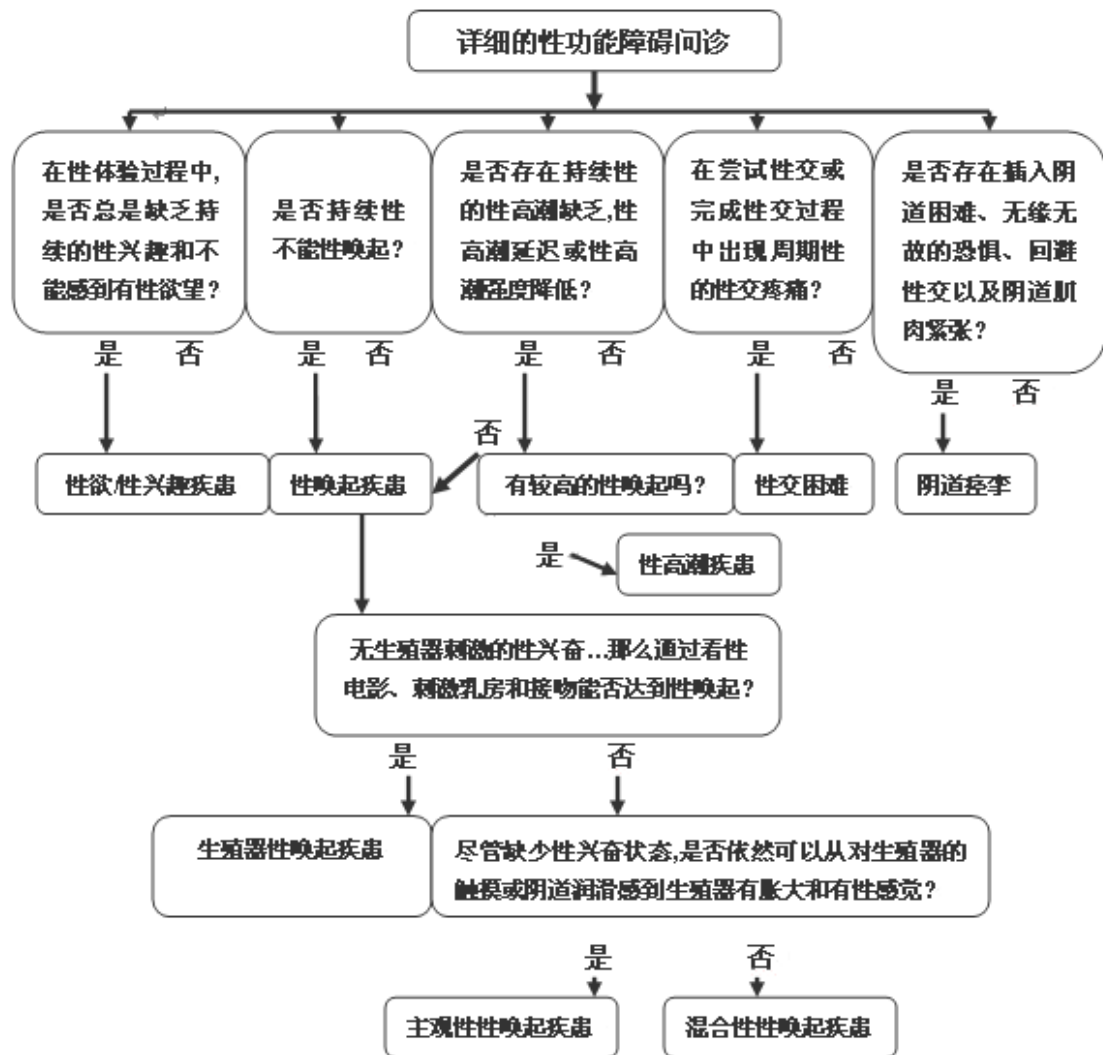 详细的性功能障碍问诊
在性体验过程中,
是否总是缺乏持
续的性兴趣和不
能感到有性欲望?
是否持续性
不能性唤起?
是否存在持续性
的性高潮缺乏,性
高潮延迟或性高
潮强度降低?
在尝试性交或
完成性交过程
中出现周期性
的性交疼痛?
是否存在插入阴
道困难、无缘无
故的恐惧、回避
性交以及阴道肌
肉紧张?
是 否
是 否
是 否
是 否
是 否
否
性欲/性兴趣疾患
性唤起疾患
有较高的性唤起吗?
性交困难
阴道痉李
是
性高潮疾患
无生殖器刺激的性兴奋…那么通过看性
电影、刺激乳房和接吻能否达到性唤起?
是 否
生殖器性唤起疾患
尽管缺少性兴奋状态,是否依然可以从对生殖器的
触摸或阴道润滑感到生殖器有胀大和有性感觉?
是 否
主观性性唤起疾患
混合性性唤起疾患